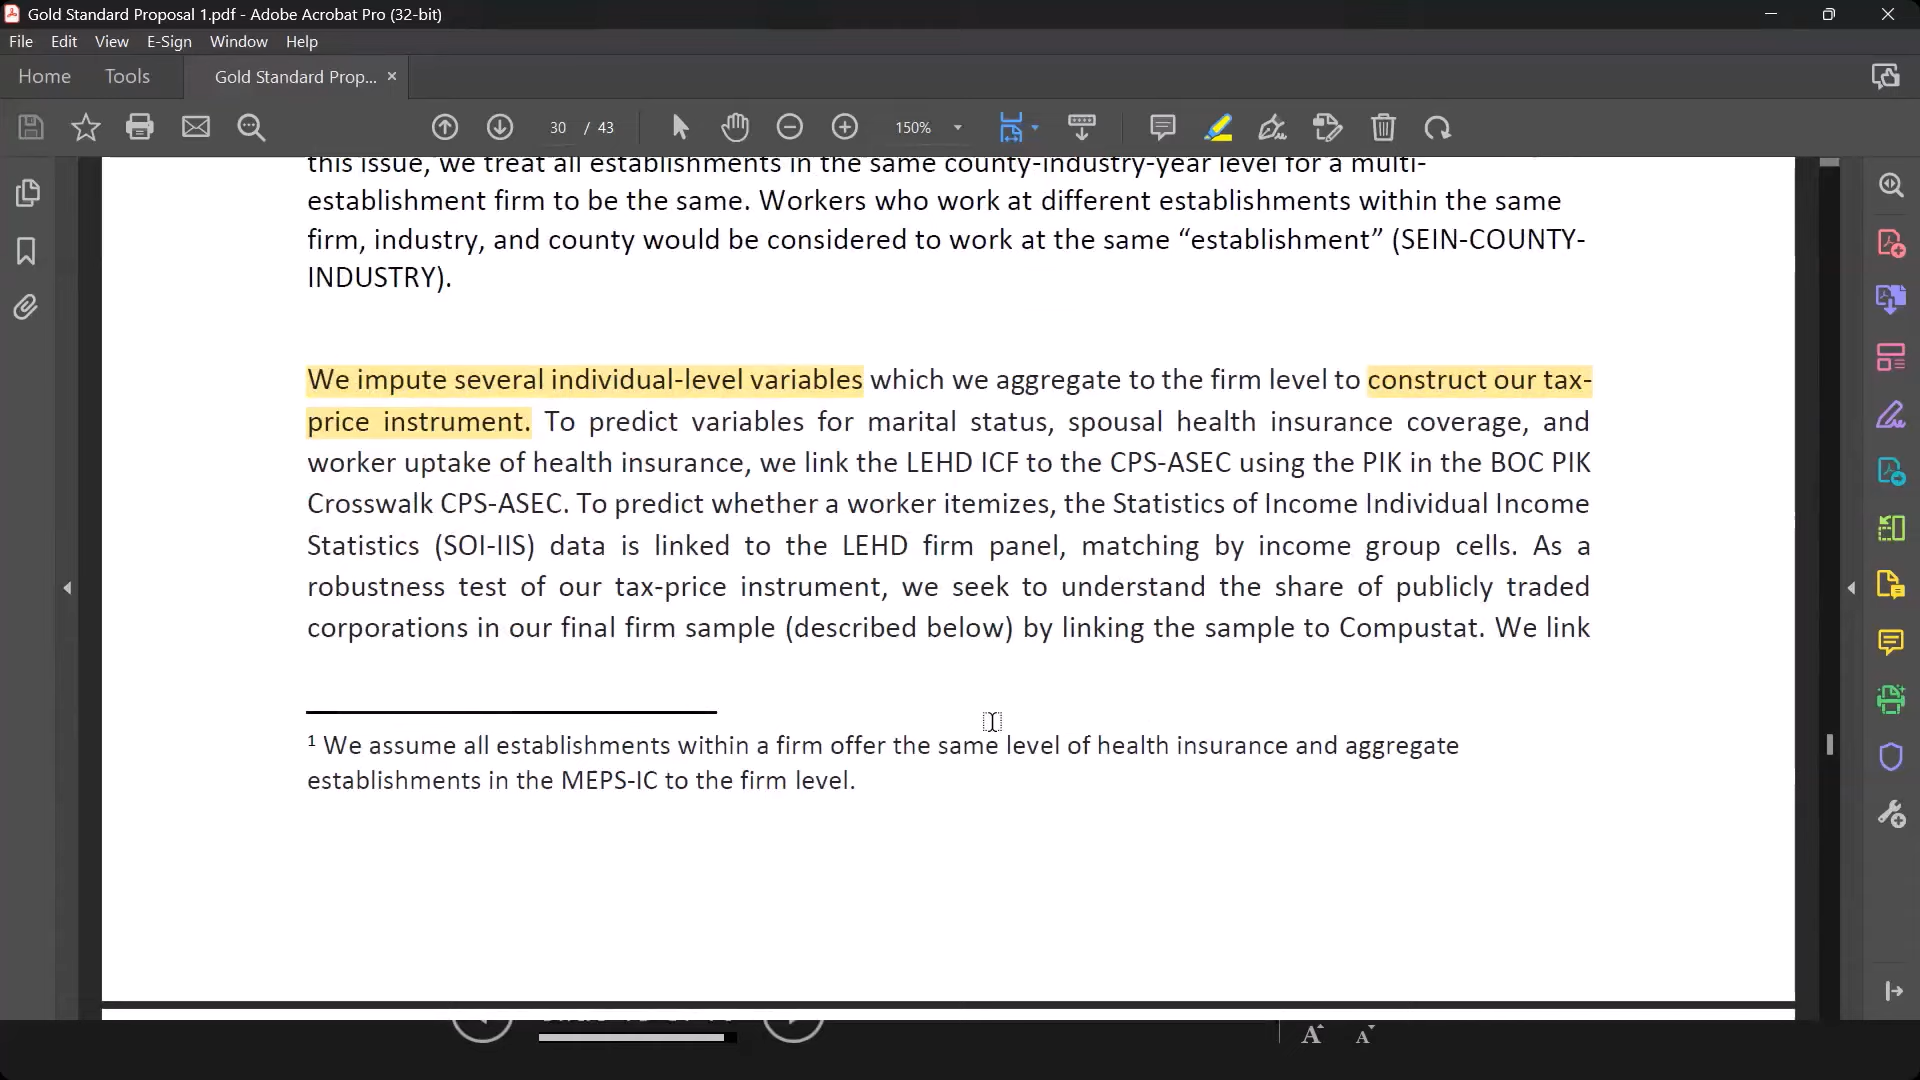 Gold Standard Proposal 1.pdf - Adobe Acrobat Pro (32-bit)
File Edit View E-Sign Window Help
Home Tools Gold Standard Prop... ×
30 / 43 150%
this issue, we treat all establishments in the same county-industry-year level for a multi-
establishment firm to be the same. Workers who work at different establishments within the same
firm, industry, and county would be considered to work at the same “establishment” (SEIN-COUNTY-
INDUSTRY).
We impute several individual-level variables which we aggregate to the firm level to construct our tax-
price instrument. To predict variables for marital status, spousal health insurance coverage, and
worker uptake of health insurance, we link the LEHD ICF to the CPS-ASEC using the PIK in the BOC PIK
Crosswalk CPS-ASEC. To predict whether a worker itemizes, the Statistics of Income Individual Income
Statistics (SOI-IIS) data is linked to the LEHD firm panel, matching by income group cells. As a
robustness test of our tax-price instrument, we seek to understand the share of publicly traded
corporations in our final firm sample (described below) by linking the sample to Compustat. We link
1 We assume all establishments within a firm offer the same level of health insurance and aggregate
establishments in the MEPS-IC to the firm level.
A A